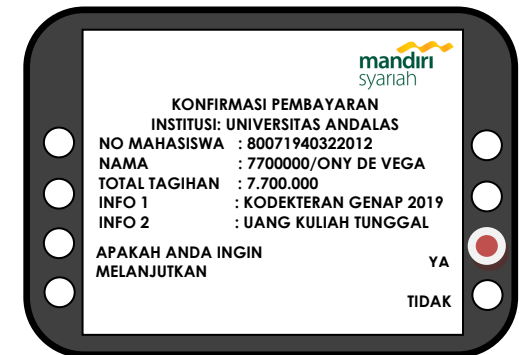 mandiri
syariah
KONFIRMASI PEMBAYARAN
INSTITUSI: UNIVERSITAS ANDALAS
NO MAHASISWA : 80071940322012
NAMA : 7700000/ONY DE VEGA
TOTAL TAGIHAN : 7.700.000
INFO 1 : KODEKTERAN GENAP 2019
INFO 2 : UANG KULIAH TUNGGAL
APAKAH ANDA INGIN
MELANJUTKAN
YA
TIDAK